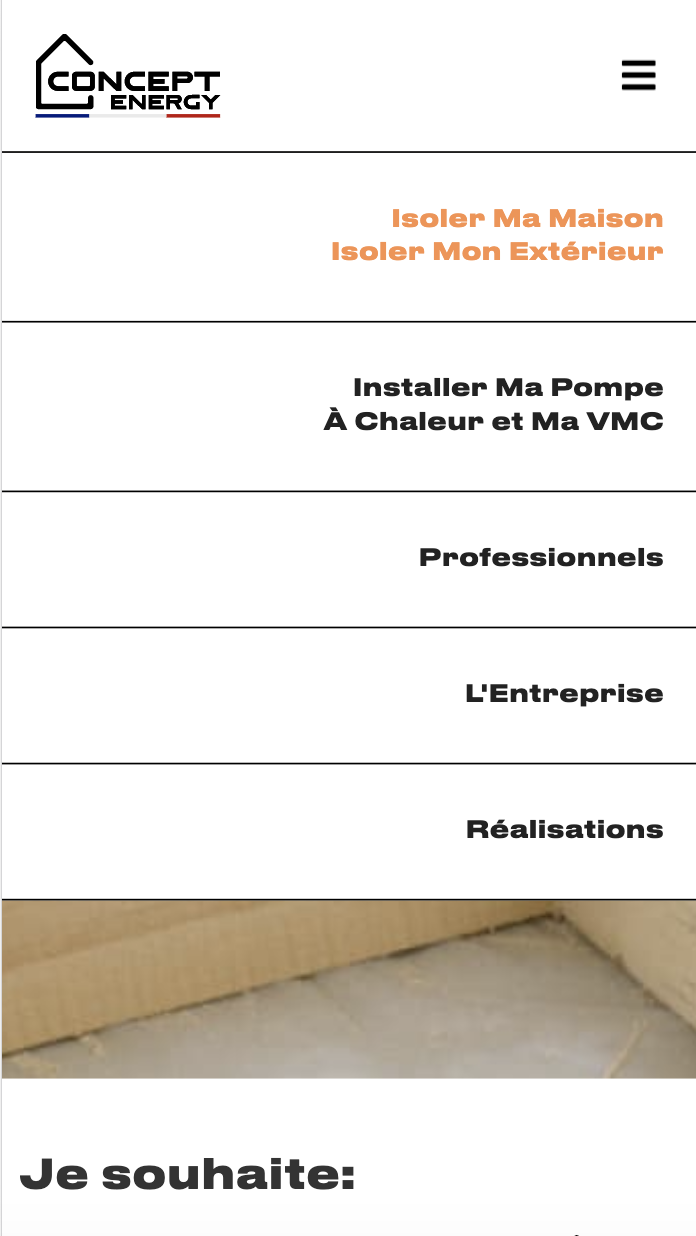 CONCEPT
ENERGY
Isoler Ma Maison
Isoler Mon Extérieur
Installer Ma Pompe
À Chaleur et Ma VMC
Professionnels
L'Entreprise
Réalisations
Je souhaite: